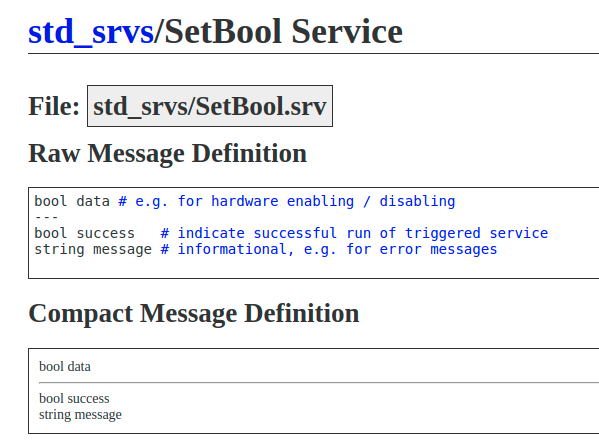 std_srvs/SetBool Service
File: std_srvs/SetBool.srv
Raw Message Definition
bool data # e.g. for hardware enabling / disabling
---
bool success   # indicate successful run of triggered service
string message # informational, e.g. for error messages
Compact Message Definition
bool data
bool success
string message